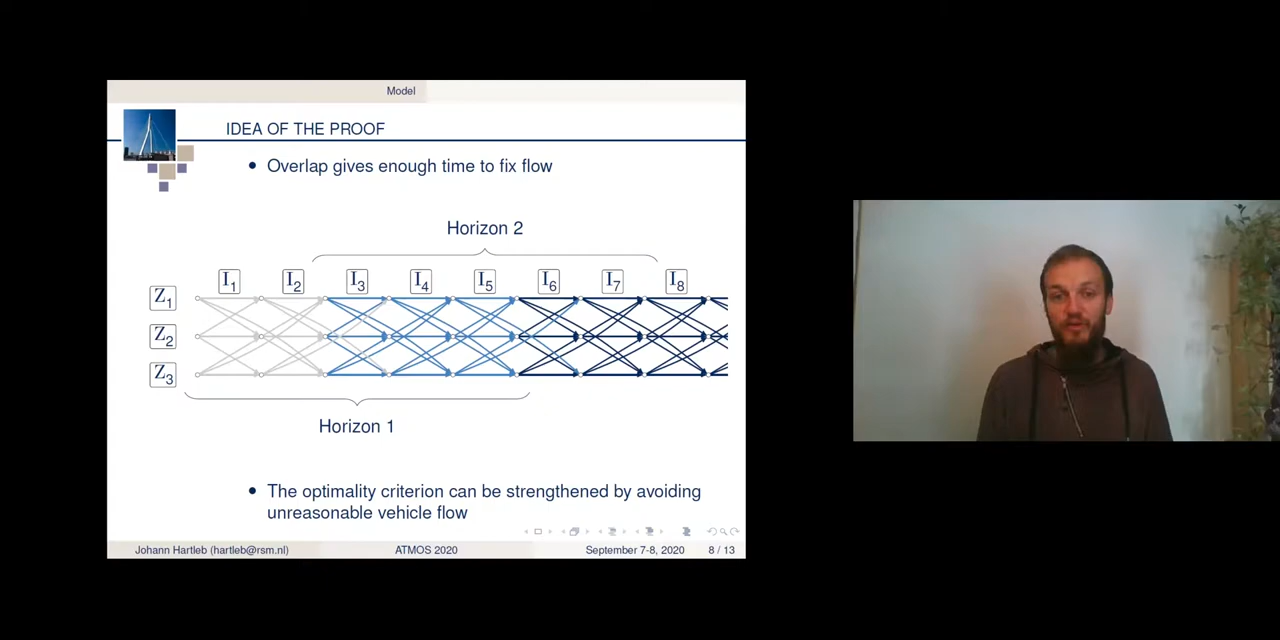 Model
IDEA OF THE PROOF
• Overlap gives enough time to fix flow
Horizon 2
I1 I2 I3 I4 I5 I6 I7 I8
Z1
Z2
Z3
Horizon 1
• The optimality criterion can be strengthened by avoiding
unreasonable vehicle flow
Johann Hartleb (hartleb@rsm.nl) ATMOS 2020 September 7-8, 2020 8 / 13